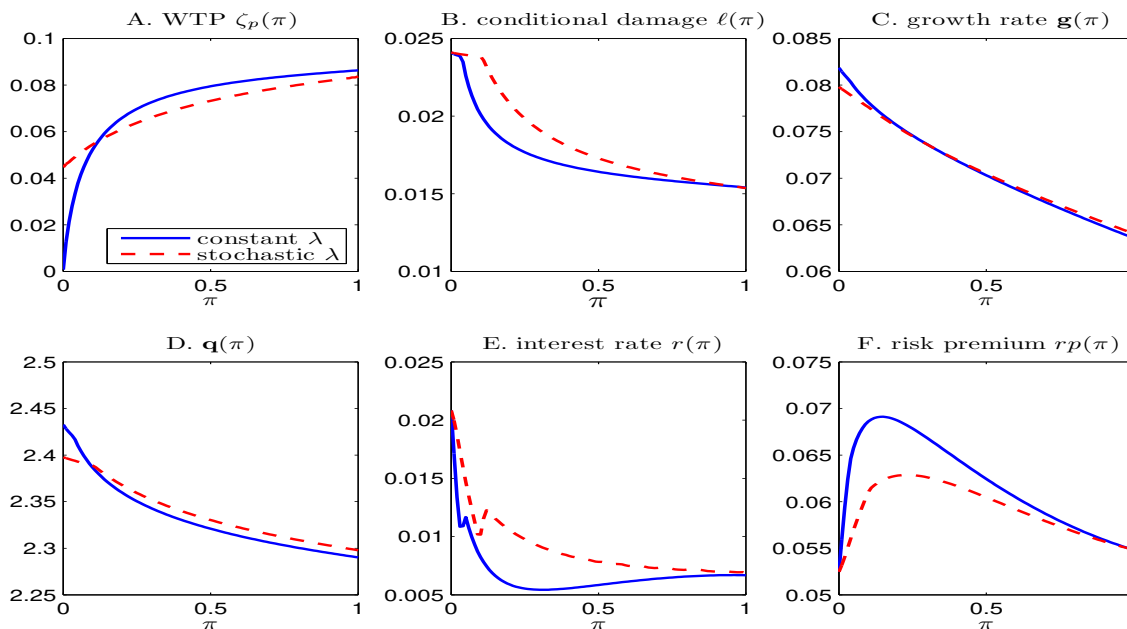 A. WTP ζp(π)
0.1
0.08
0.06
0.04
0.02
0
constant λ
stochastic λ
0 0.5 1
π
B. conditional damage ℓ(π)
0.025
0.02
0.015
0.01
0 0.5 1
π
C. growth rate g(π)
0.085
0.08
0.075
0.07
0.065
0.06
0 0.5
π
D. q(π)
2.5
2.45
2.4
2.35
2.3
2.25
0 0.5 1
π
E. interest rate r(π)
0.025
0.02
0.015
0.01
0.005
0 0.5 1
π
F. risk premium rp(π)
0.075
0.07
0.065
0.06
0.055
0.05
0 0.5
π